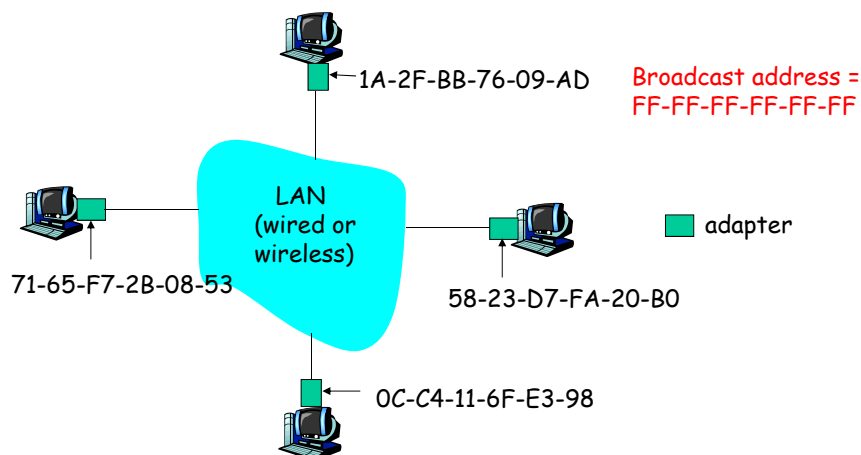 1A-2F-BB-76-09-AD
Broadcast address =
FF-FF-FF-FF-FF-FF
LAN
(wired or
wireless)
adapter
71-65-F7-2B-08-53
58-23-D7-FA-20-B0
0C-C4-11-6F-E3-98